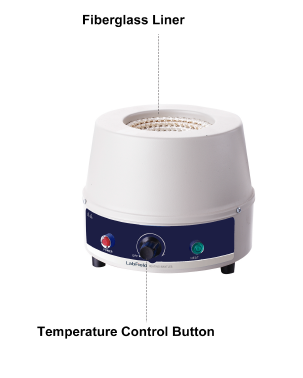 Fiberglass Liner
LabField
Temperature Control Button